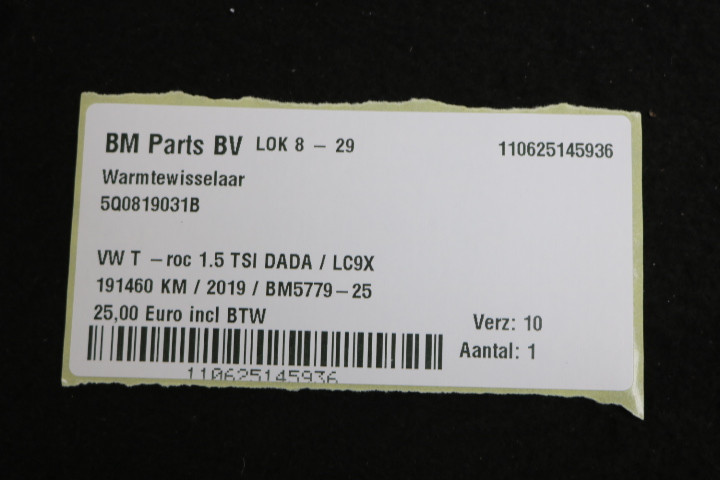 BM Parts BV LOK 8 - 29 110625145936
Warmtewisselaar
5Q0819031B
VW T -roc 1.5 TSI DADA / LC9X
191460 KM / 2019 / BM5779-25
25,00 Euro incl BTW
Verz: 10
Aantal: 1
110625145936